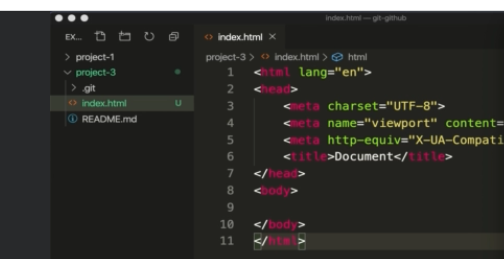 index.html — git-github
EX...
index.html ×
> project-1
project-3 > <> index.html > html
project-3
> .git
<> index.html U
README.md
1 <html lang="en">
2 <head>
3 <meta charset="UTF-8">
4 <meta name="viewport" content=
5 <meta http-equiv="X-UA-Compati
6 <title>Document</title>
7 </head>
8 <body>
9
10 </body>
11 </html>